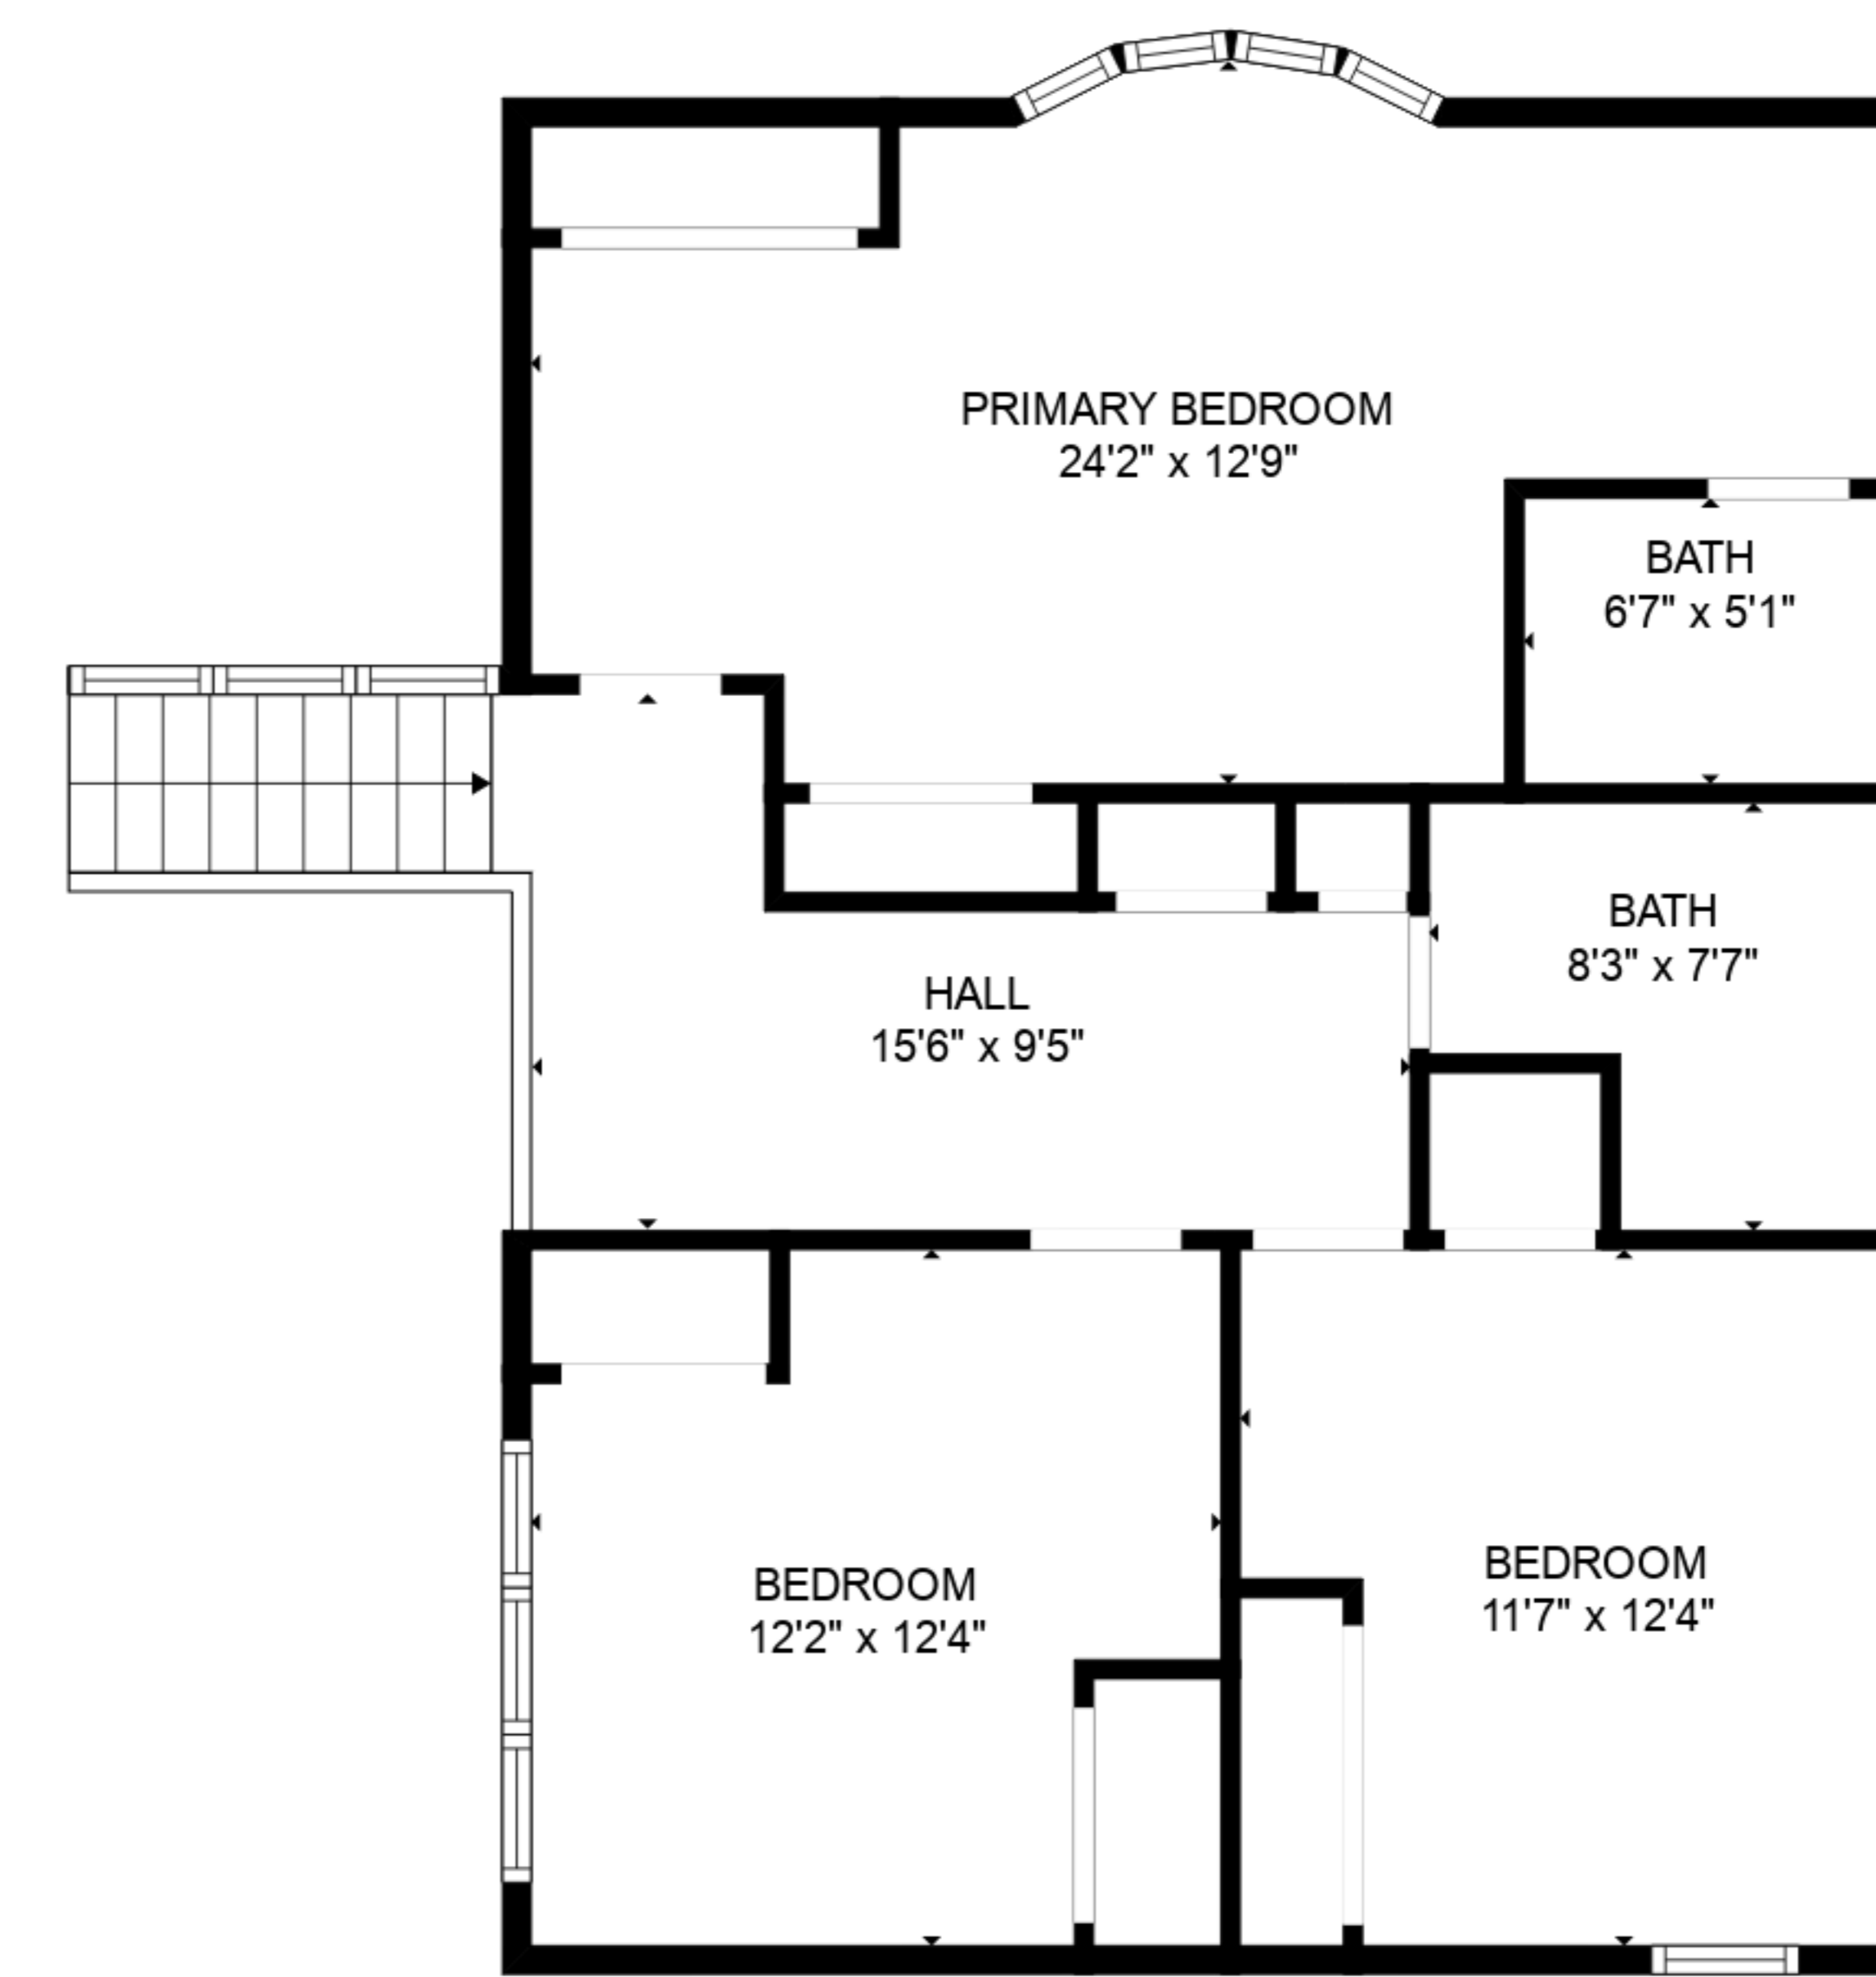 PRIMARY BEDROOM
24'2" x 12'9"
BATH
6'7" x 5'1"
BATH
8'3" x 7'7"
HALL
15'6" x 9'5"
BEDROOM
12'2" x 12'4"
BEDROOM
11'7" x 12'4"